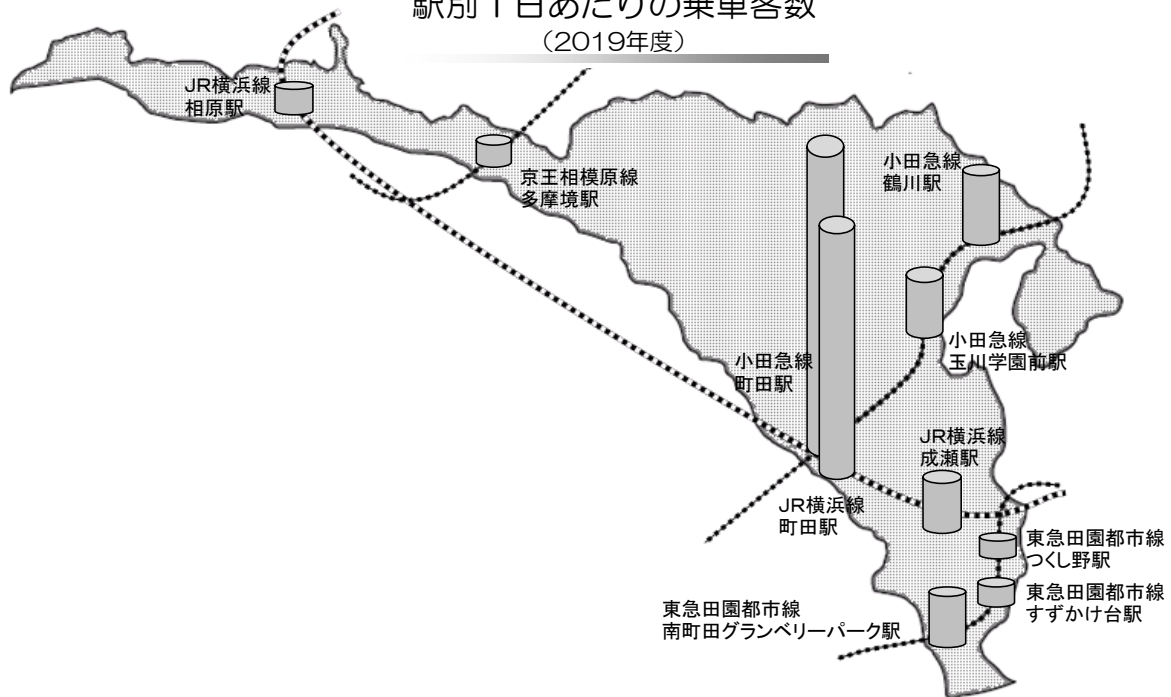 駅別１日あたりの乗車客数
（2019年度）
JR横浜線
相原駅
京王相模原線
多摩境駅
小田急線
鶴川駅
小田急線
玉川学園前駅
小田急線
町田駅
JR横浜線
成瀬駅
JR横浜線
町田駅
東急田園都市線
つくし野駅
東急田園都市線
すずかけ台駅
東急田園都市線
南町田グランベリーパーク駅